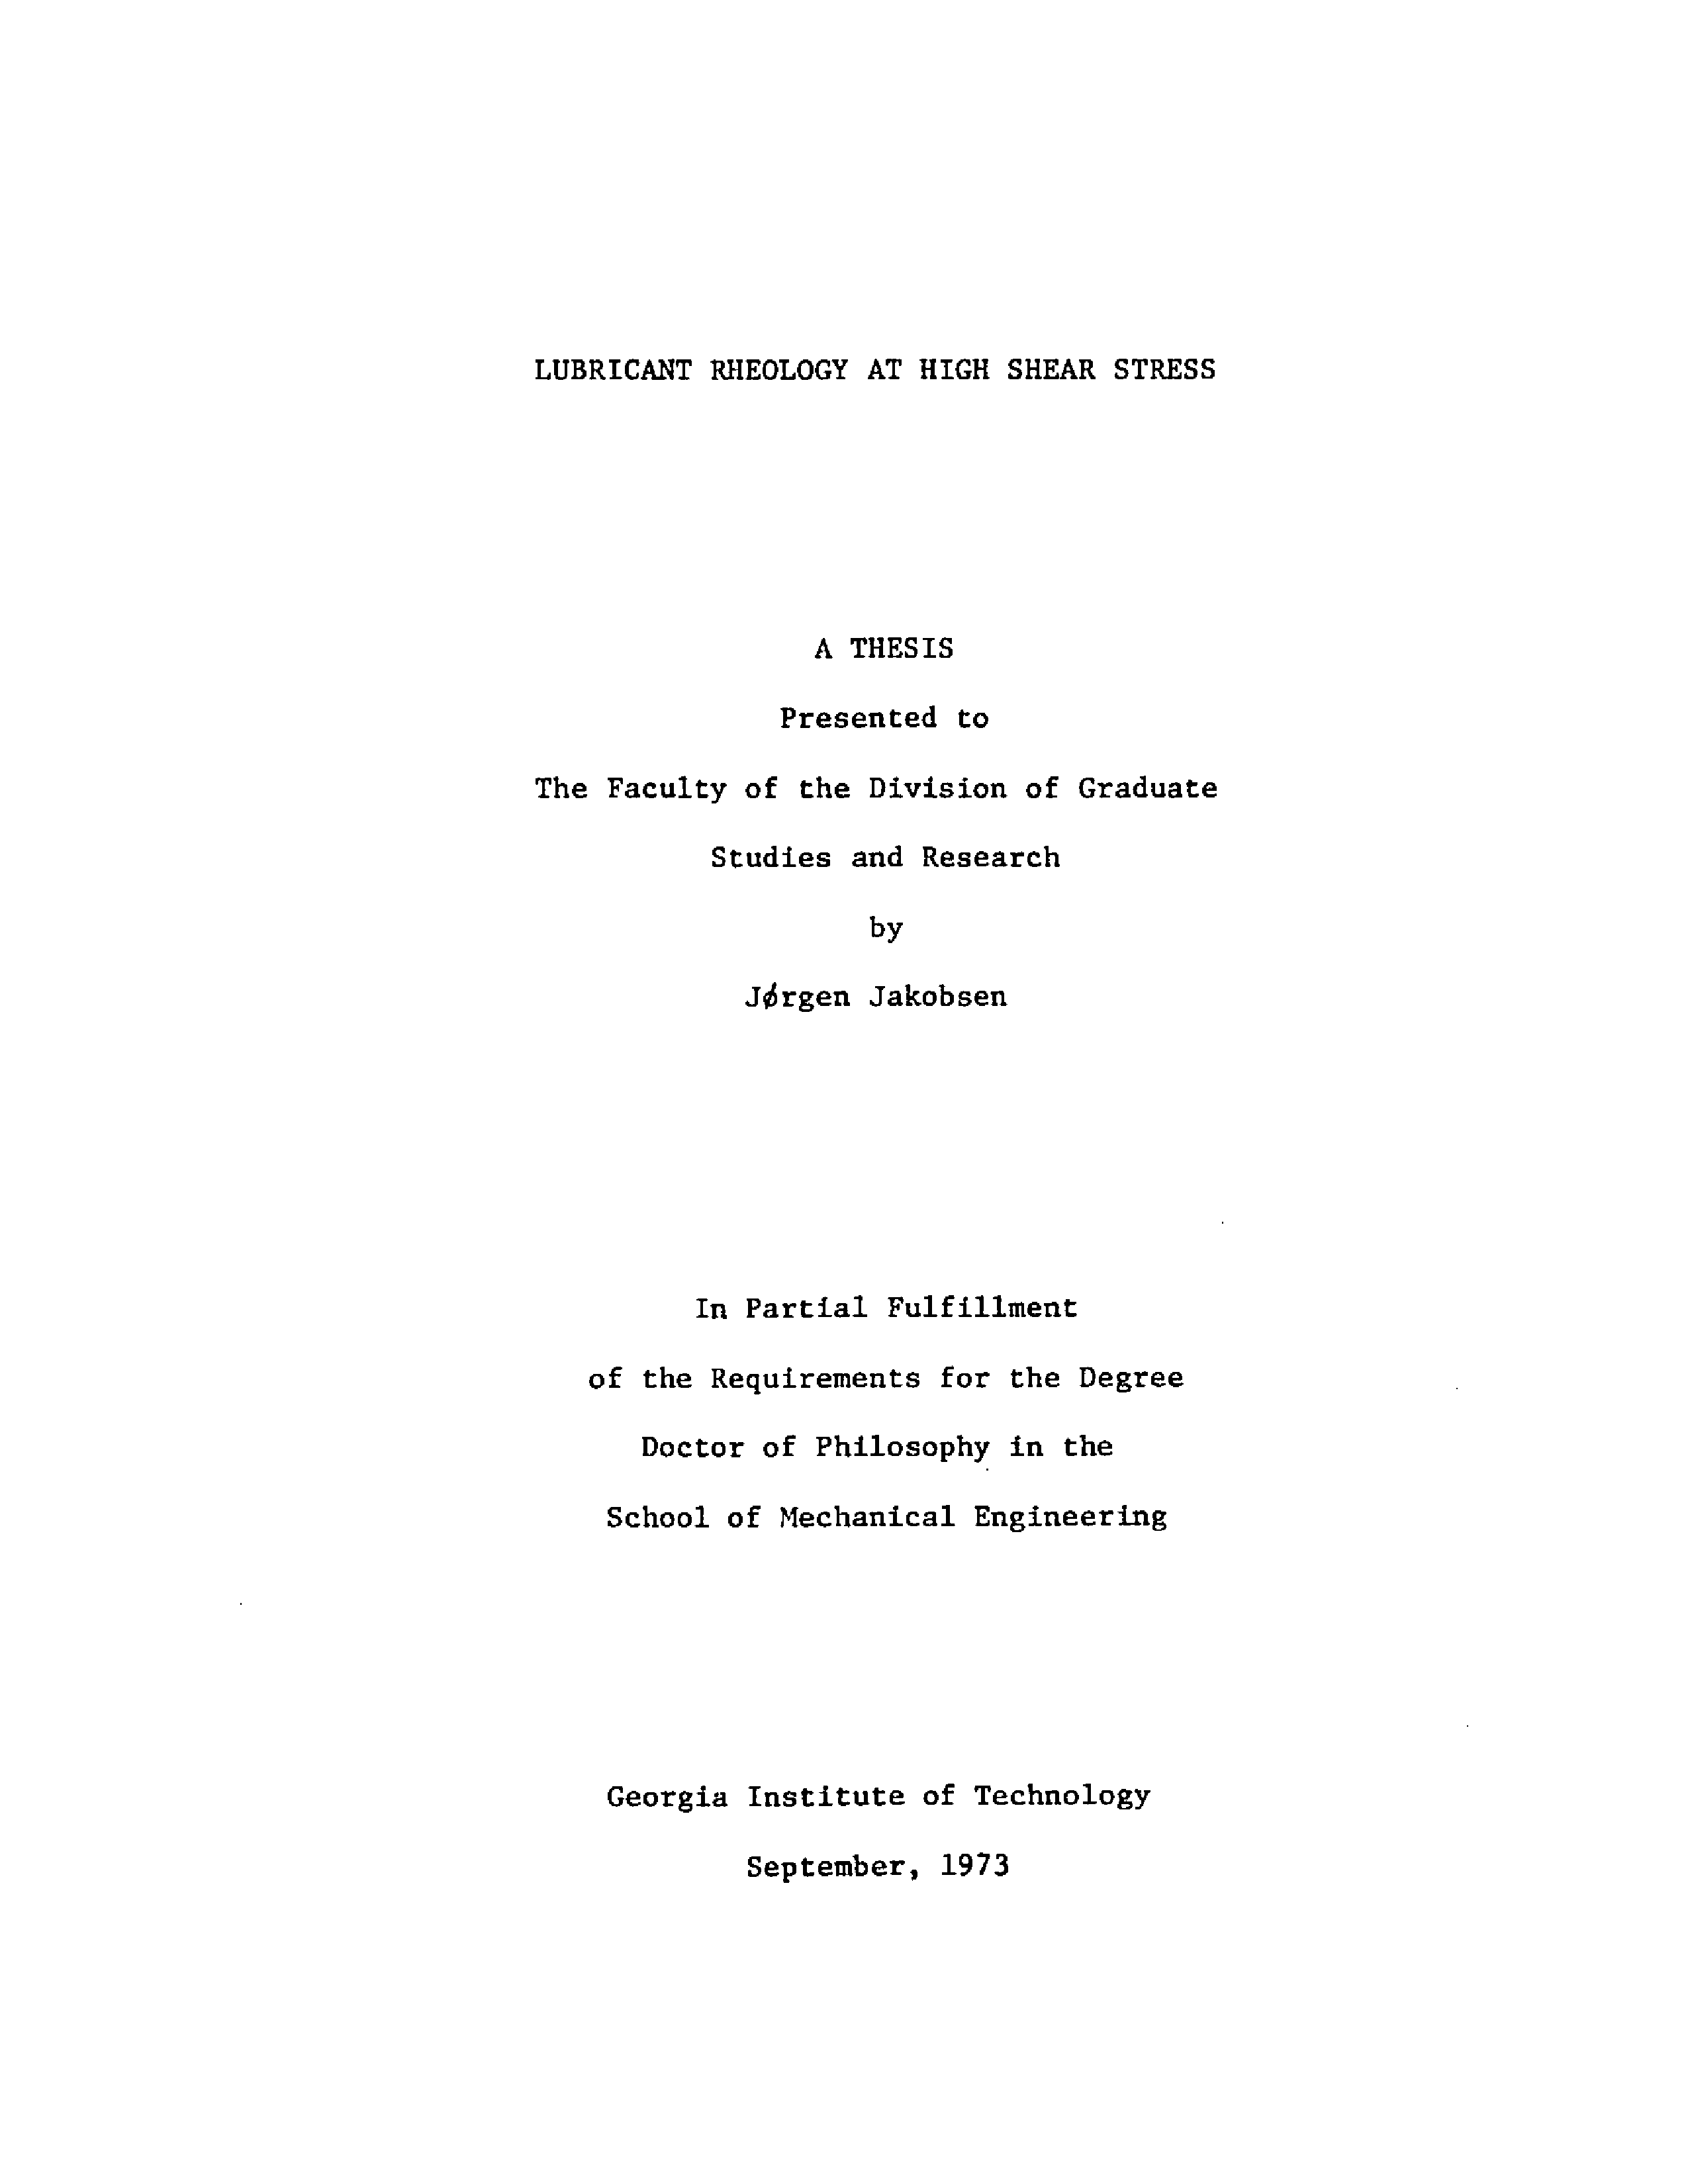 LUBRICANT RHEOLOGY AT HIGH SHEAR STRESS
A THESIS
Presented to
The Faculty of the Division of Graduate
Studies and Research
by
Jørgen Jakobsen
In Partial Fulfillment
of the Requirements for the Degree
Doctor of Philosophy in the
School of Mechanical Engineering
Georgia Institute of Technology
September, 1973